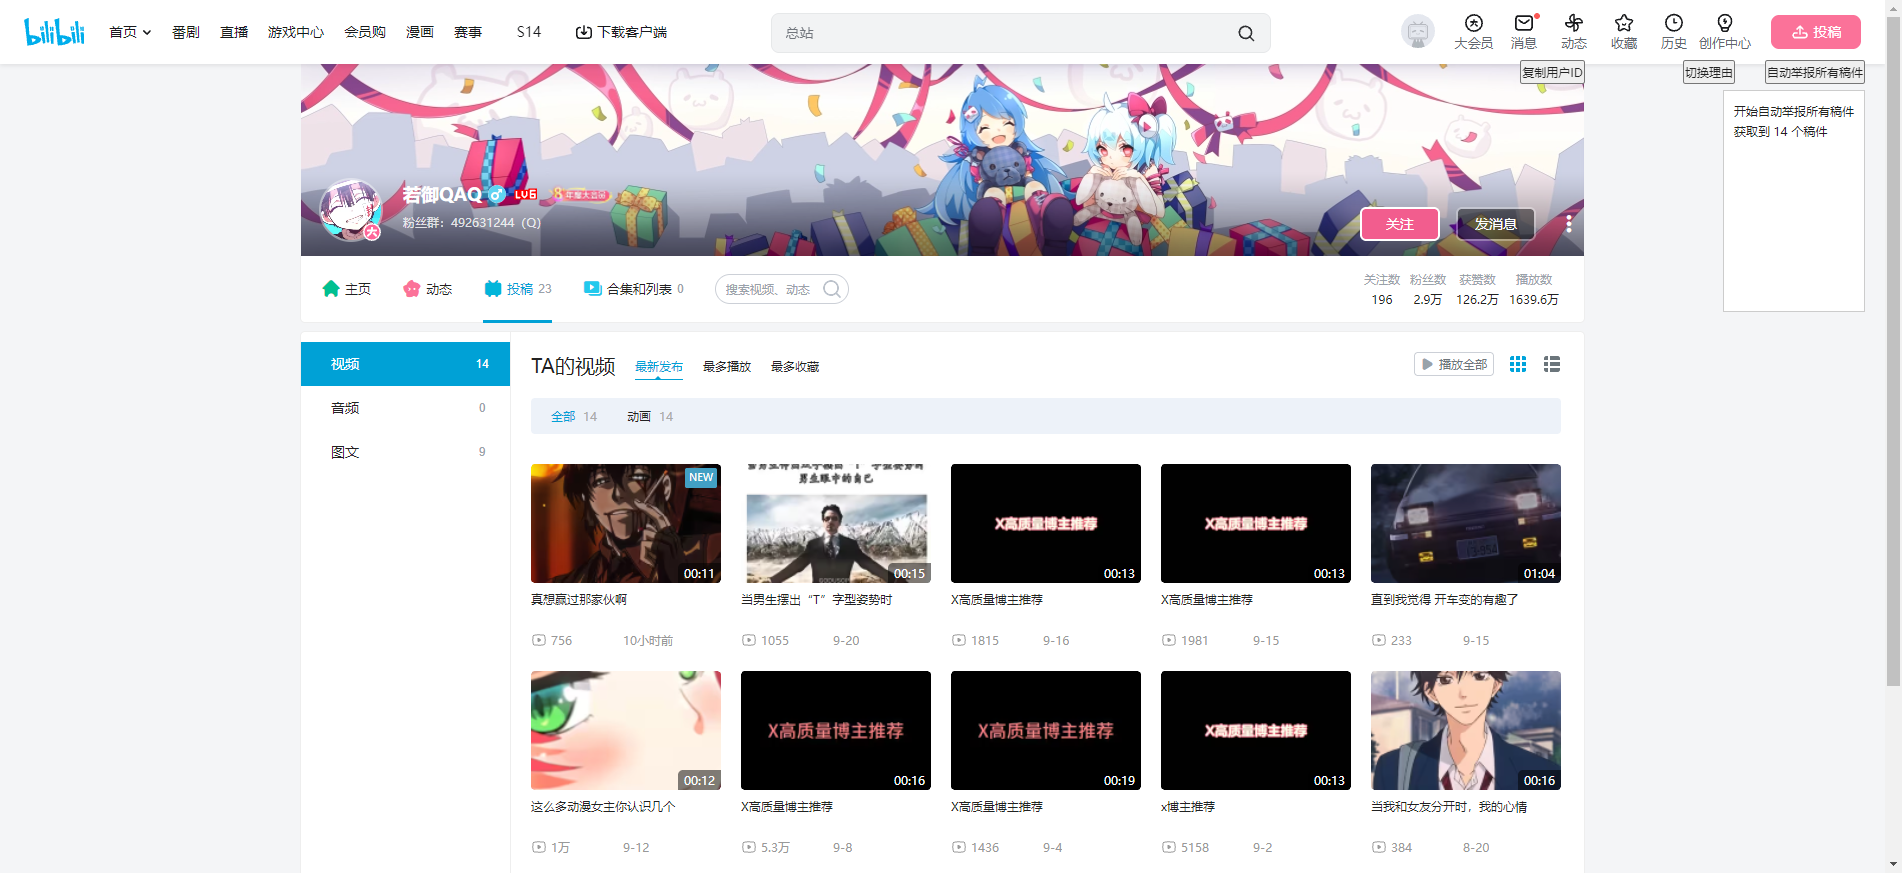 bilibili
首页
番剧
直播
游戏中心
会员购
漫画
赛事
S14
下载客户端
总站
大会员
消息
动态
收藏
历史
创作中心
投稿
复制用户ID
切换理由
自动举报所有稿件
开始自动举报所有稿件
获取到 14 个稿件
若御QAQ
LV6
年度大会员
粉丝群：492631244（Q）
大
关注
发消息
主页
动态
投稿 23
合集和列表 0
搜索视频、动态
关注数 粉丝数 获赞数 播放数
196 2.9万 126.2万 1639.6万
视频 14
音频 0
图文 9
TA的视频
最新发布
最多播放
最多收藏
播放全部
全部 14
动画 14
NEW
00:11
男生眼中的自己
00:15
X高质量博主推荐
00:13
X高质量博主推荐
00:13
01:04
真想赢过那家伙啊
当男生摆出“T”字型姿势时
X高质量博主推荐
X高质量博主推荐
直到我觉得 开车变的有趣了
756 10小时前
1055 9-20
1815 9-16
1981 9-15
233 9-15
00:12
X高质量博主推荐
00:16
X高质量博主推荐
00:19
X高质量博主推荐
00:13
00:16
这么多动漫女主你认识几个
X高质量博主推荐
X高质量博主推荐
x博主推荐
当我和女友分开时，我的心情
1万 9-12
5.3万 9-8
1436 9-4
5158 9-2
384 8-20